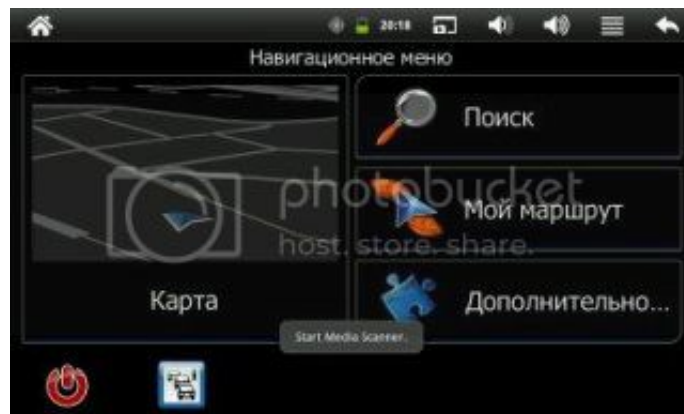 20:18
Навигационное меню
Поиск
photobucket
Мой маршрут
host. store. share.
Карта
Дополнительно...
Start Media Scanner.